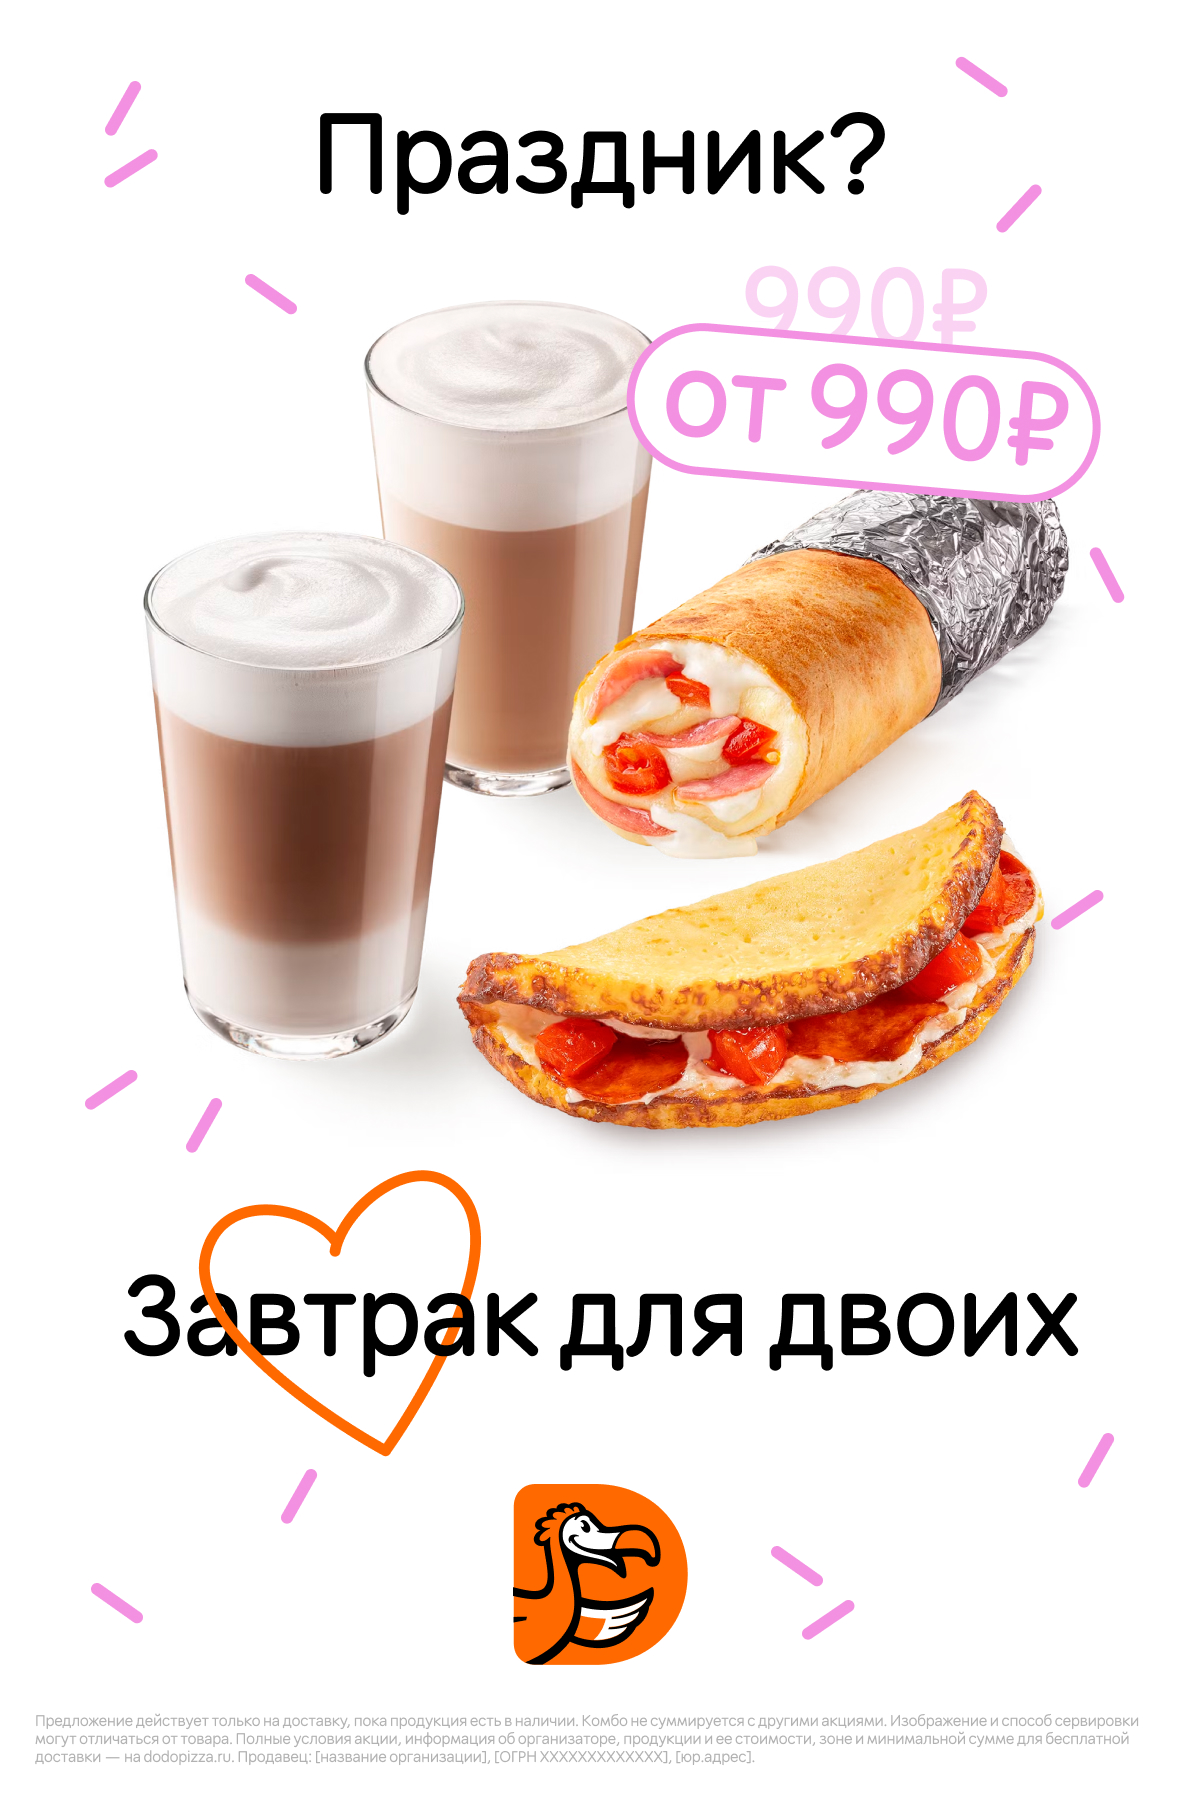 Праздник?
990₽
от 990₽
Завтрак для двоих
Предложение действует только на доставку, пока продукция есть в наличии. Комбо не суммируется с другими акциями. Изображение и способ сервировки
могут отличаться от товара. Полные условия акции, информация об организаторе, продукции и ее стоимости, зоне и минимальной сумме для бесплатной
доставки — на dodopizza.ru. Продавец: [название организации], [ОГРН XXXXXXXXXXXXX], [юр.адрес].